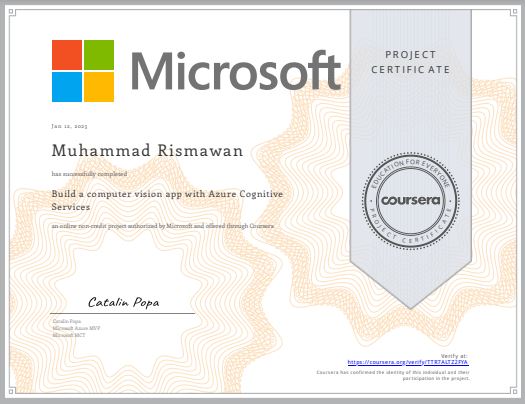 Microsoft
PROJECT
CERTIFICATE
Jan 12, 2023
Muhammad Rismawan
has successfully completed
Build a computer vision app with Azure Cognitive
Services
an online non-credit project authorized by Microsoft and offered through Coursera
EDUCATION FOR EVERYONE
coursera
PROJECT CERTIFICATE
Catalin Popa
Catalin Popa
Microsoft Azure MVP
Microsoft MCT
Verify at:
https://coursera.org/verify/TTR7ALTZ2FYA
Coursera has confirmed the identity of this individual and their
participation in the project.